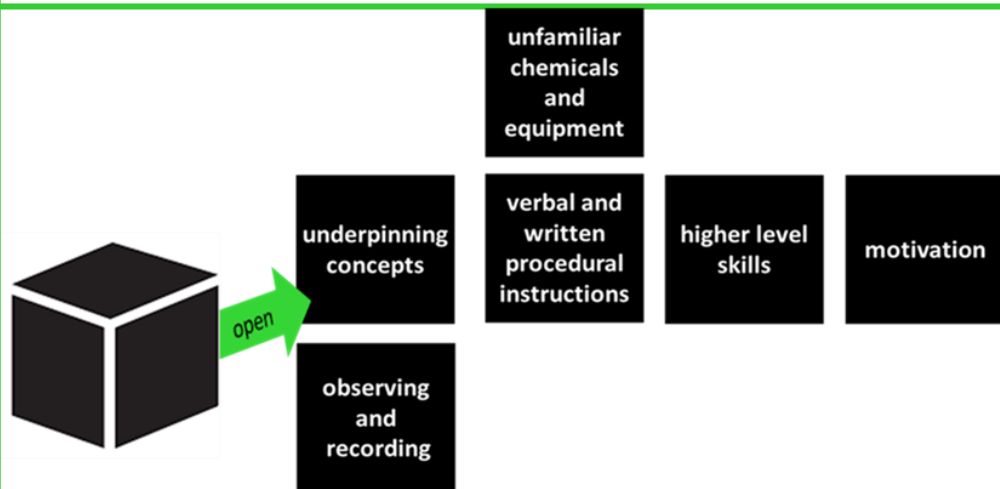 unfamiliar
chemicals
and
equipment
underpinning
concepts
verbal and
written
procedural
instructions
higher level
skills
motivation
open
observing
and
recording